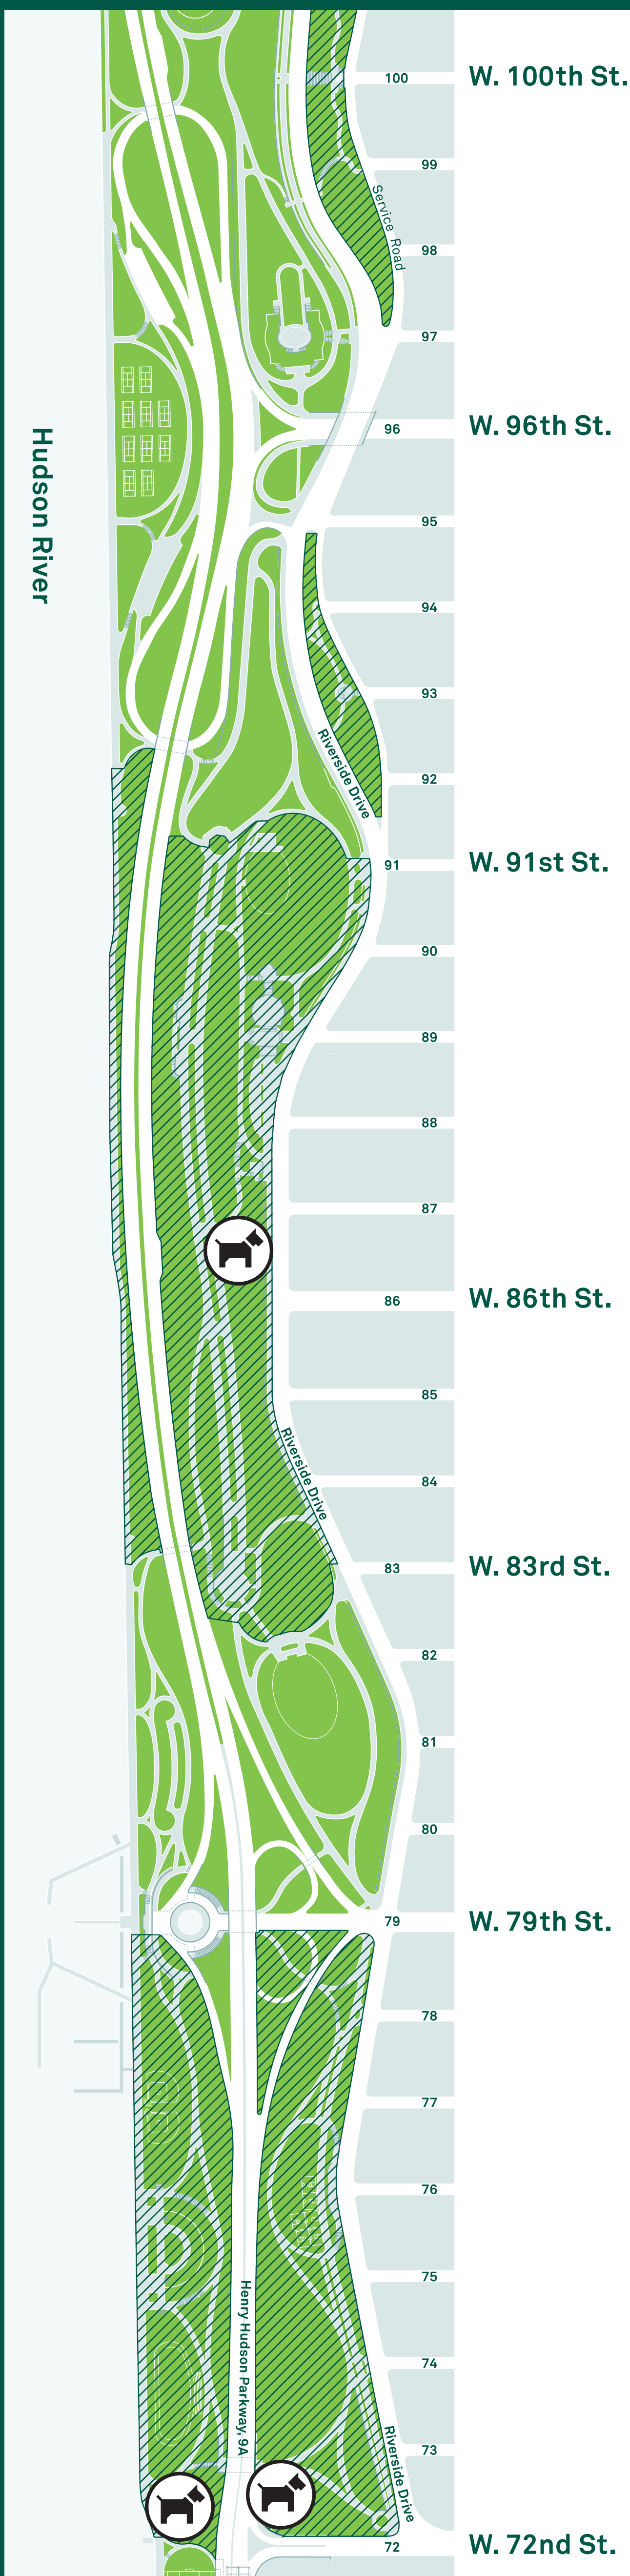 100 W. 100th St.
99
Service Road
98
97
96 W. 96th St.
Hudson River
95
94
93
Riverside Drive
92
91 W. 91st St.
90
89
88
87
86 W. 86th St.
85
Riverside Drive
84
83 W. 83rd St.
82
81
80
79 W. 79th St.
78
77
76
75
Henry Hudson Parkway, 9A
74
73
Riverside Drive
72 W. 72nd St.